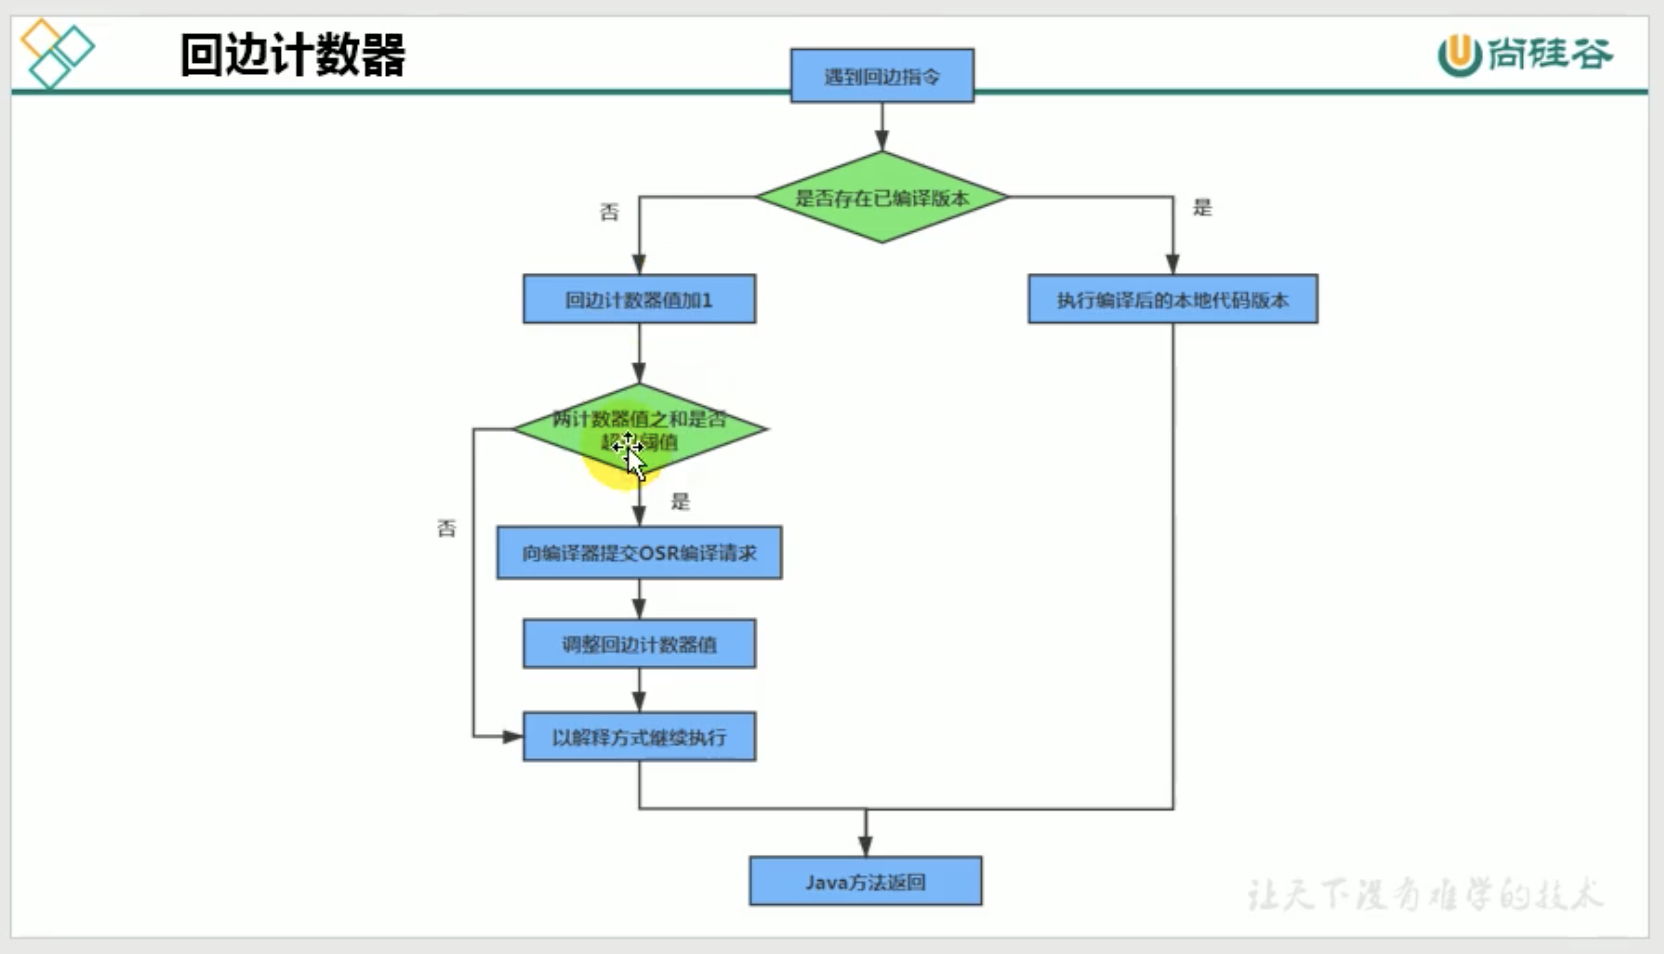 回边计数器
尚硅谷
遇到回边指令
是否存在已编译版本
否
是
回边计数器值加1
执行编译后的本地代码版本
两计数器值之和是否
超阈值
是
否
向编译器提交OSR编译请求
调整回边计数器值
以解释方式继续执行
Java方法返回
让天下没有难学的技术